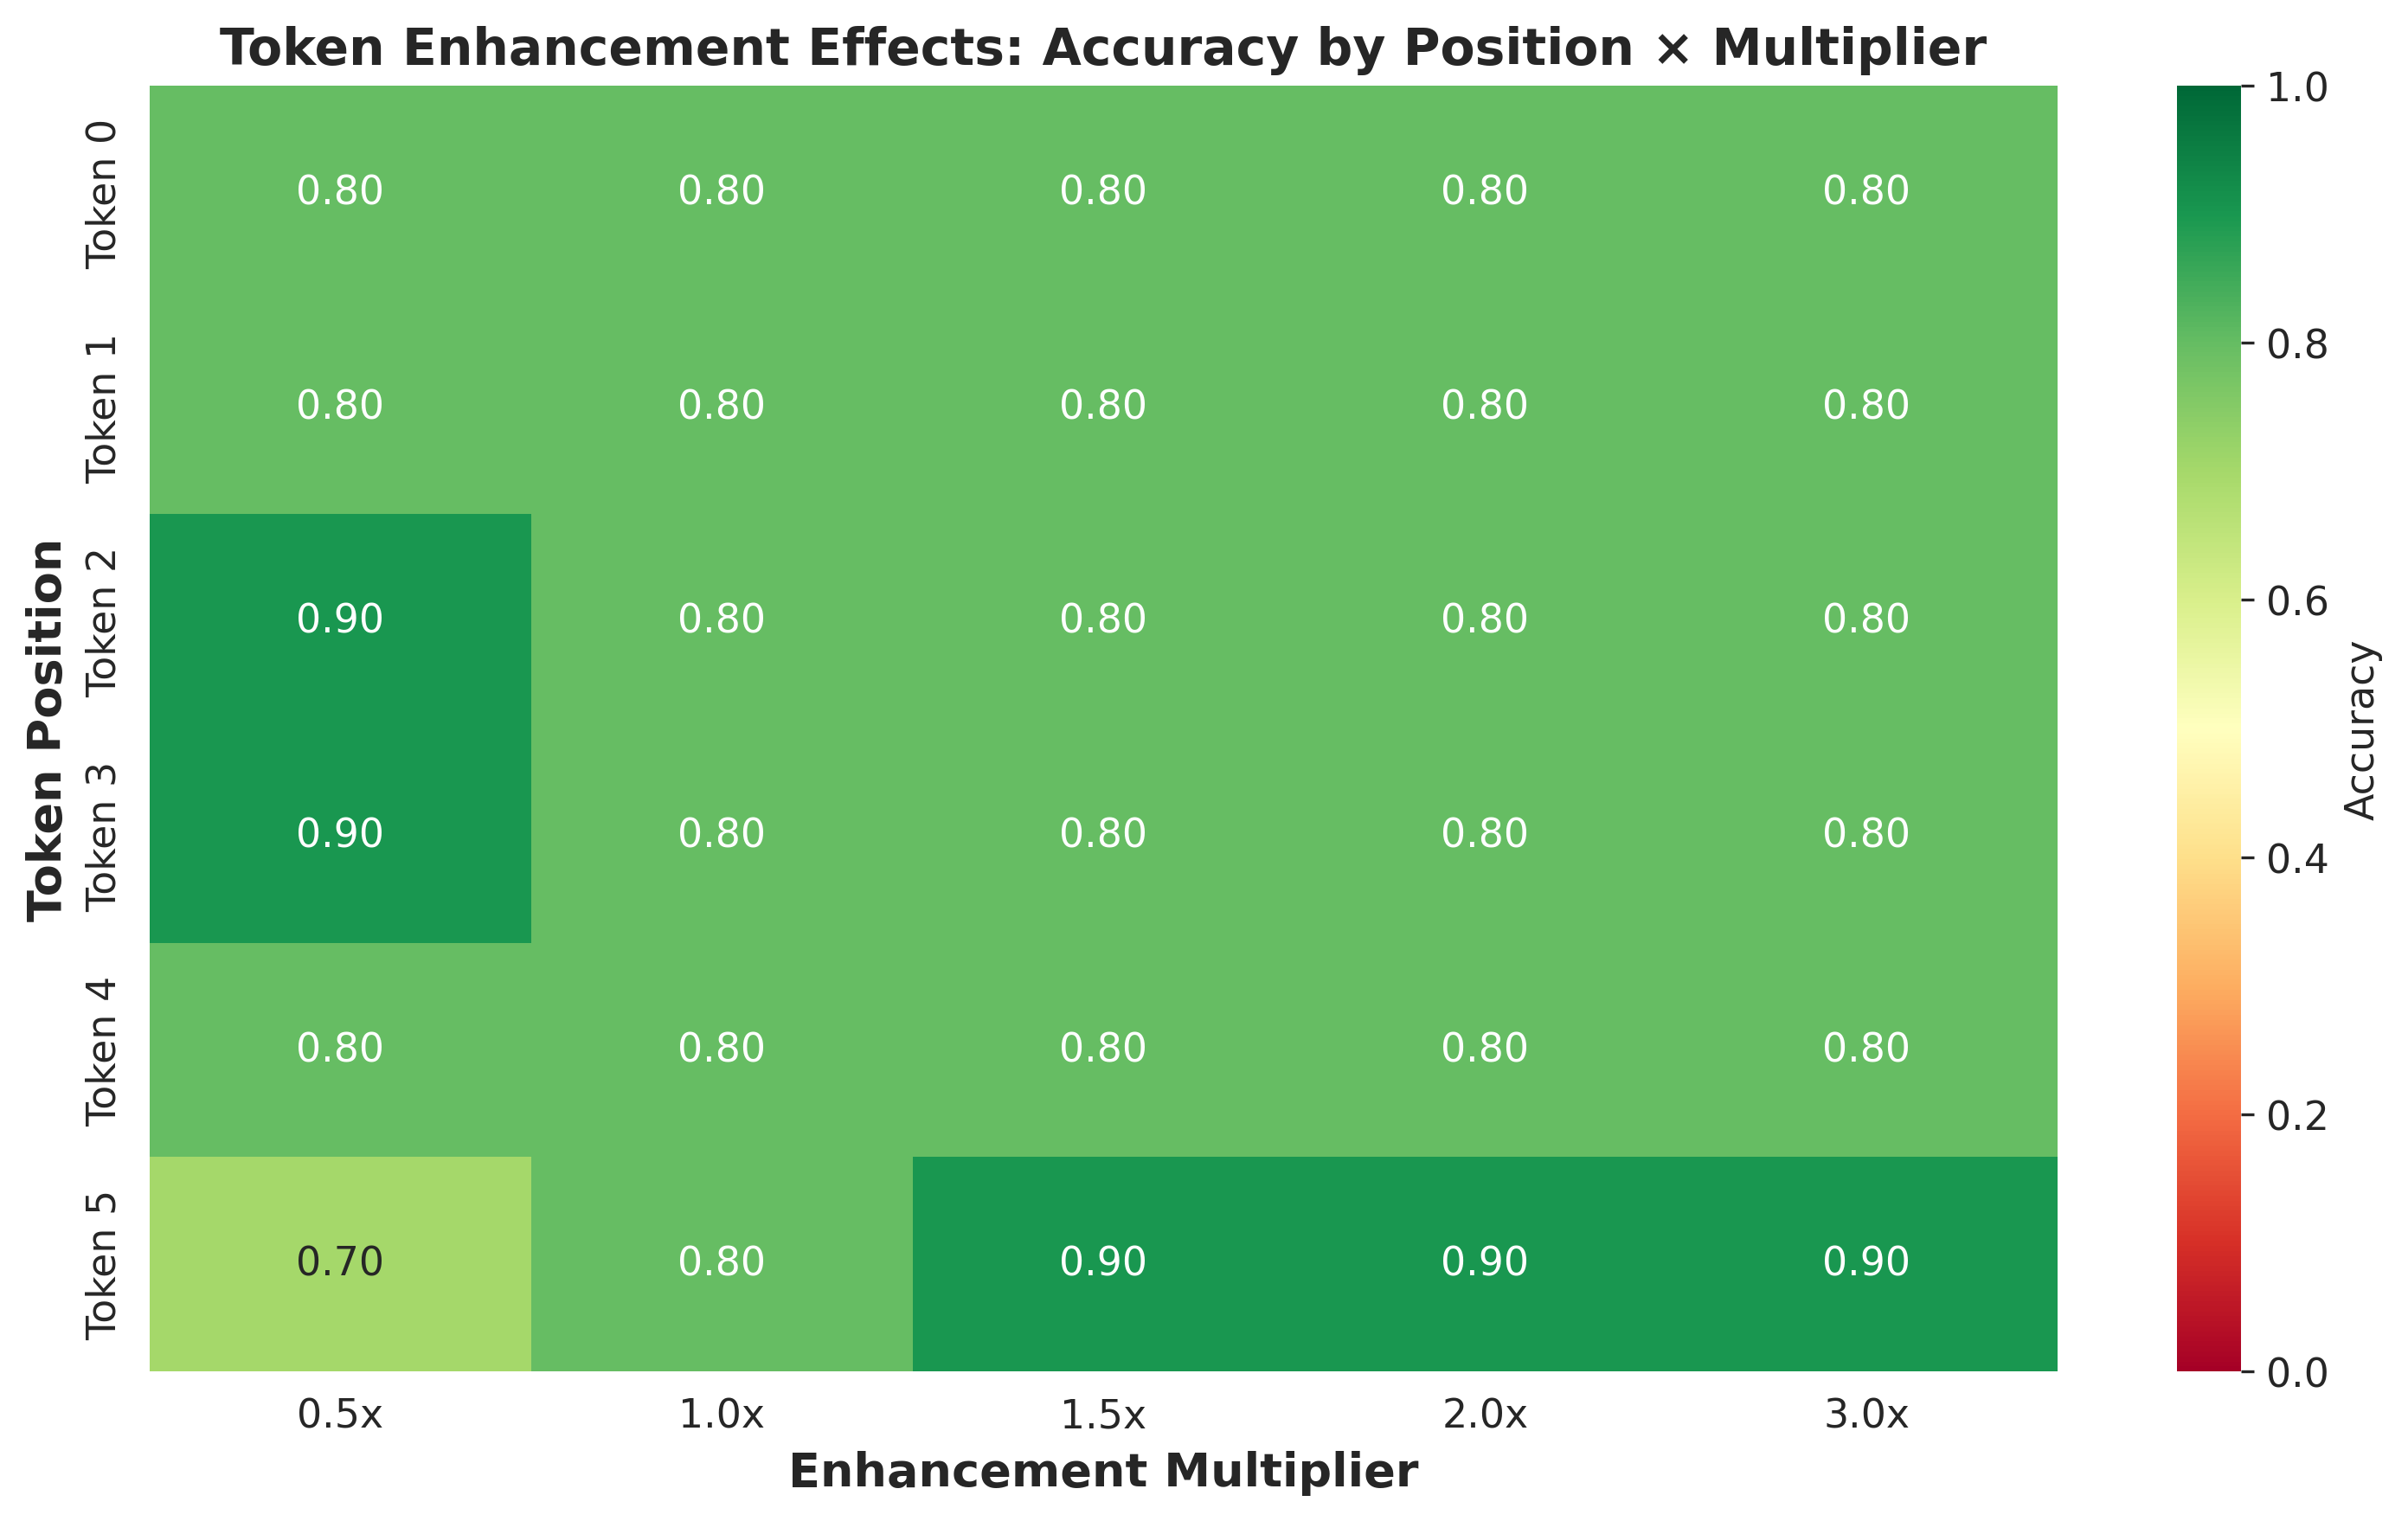 Token Enhancement Effects: Accuracy by Position × Multiplier
Token Position
Token 0
0.80 0.80 0.80 0.80 0.80
Token 1
0.80 0.80 0.80 0.80 0.80
Token 2
0.90 0.80 0.80 0.80 0.80
Token 3
0.90 0.80 0.80 0.80 0.80
Token 4
0.80 0.80 0.80 0.80 0.80
Token 5
0.70 0.80 0.90 0.90 0.90
0.5x 1.0x 1.5x 2.0x 3.0x
Enhancement Multiplier
1.0
0.8
0.6
0.4
0.2
0.0
Accuracy